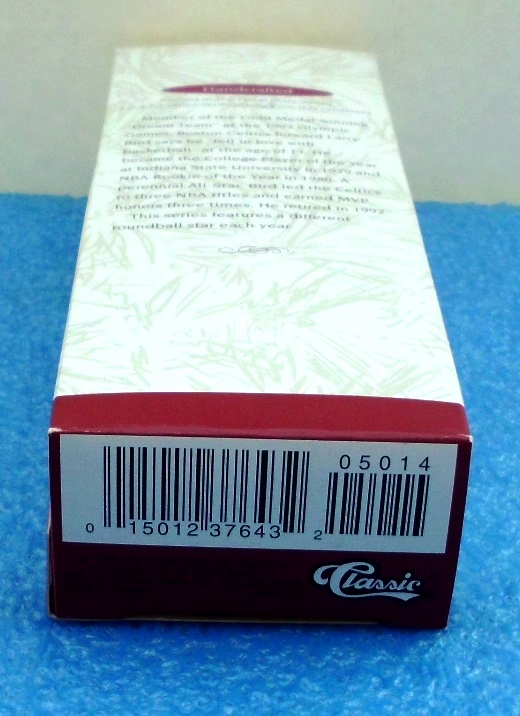 Handcrafted
Member of the Gold Medal-winning
"Dream Team" at the 1992 Olympic
Games, Boston Celtics forward Larry
Bird says he "fell in love with
basketball" at the age of 13. He
became the College Player of the Year
at Indiana State University in 1979 and
NBA Rookie of the Year in 1980. A
perennial All-Star, Bird led the Celtics
to three NBA titles and earned MVP
honors three times. He retired in 1992.
This series features a different
roundball star each year.
05014
0 15012 37643 2
Classic